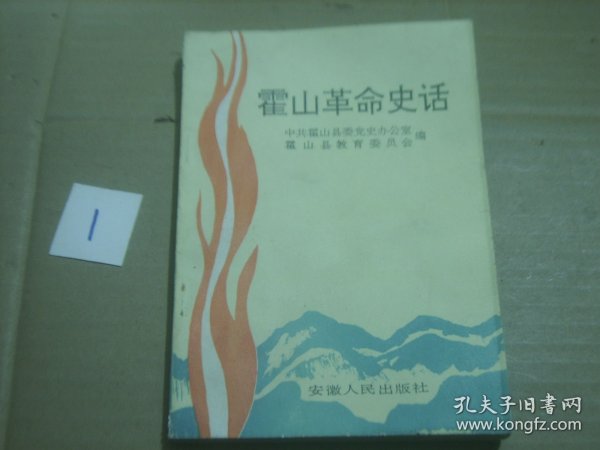 霍山革命史话
中共霍山县委党史办公室
霍山县教育委员会
编
安徽人民出版社
1
孔夫子旧书网
www.kongfz.com